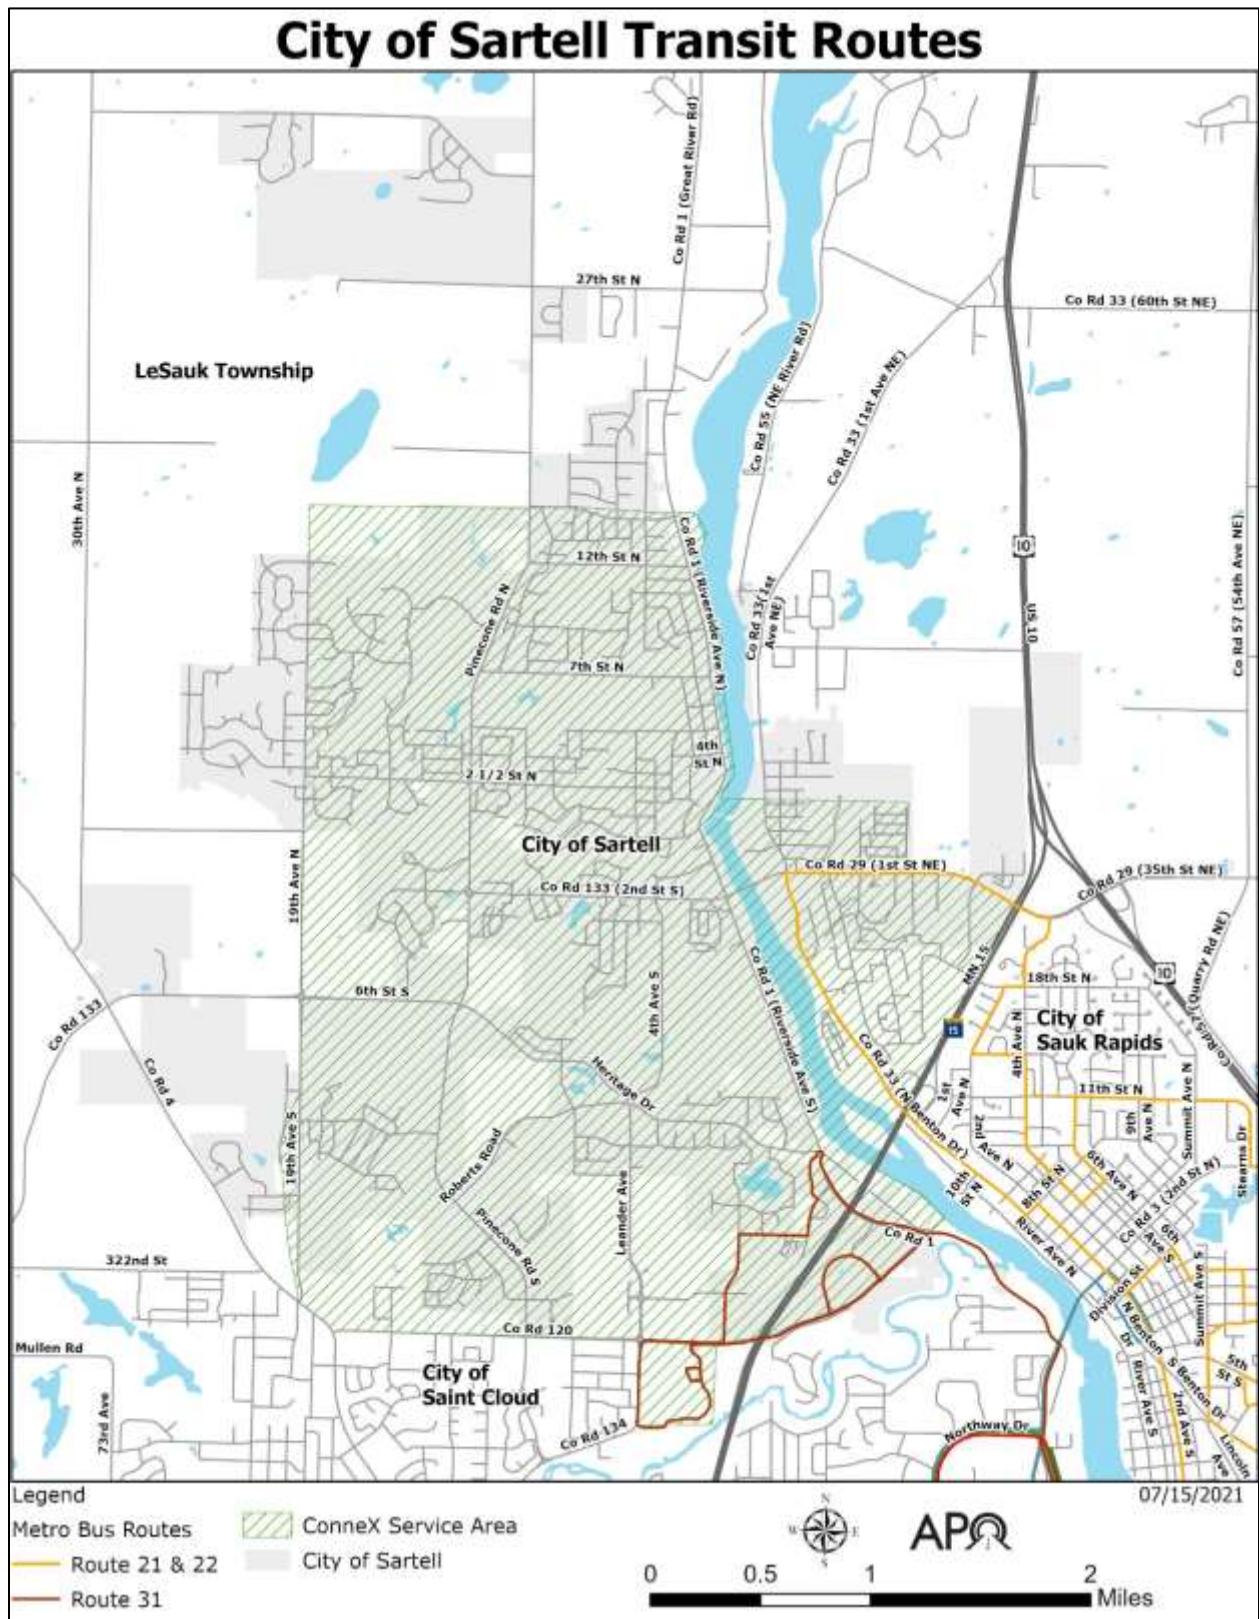 City of Sartell Transit Routes
Co Rd 1 (Great River Rd)
27th St N
Co Rd 33 (60th St NE)
LeSauk Township
Co Rd 55 (NE River Rd)
Co Rd 33 (1st Ave NE)
30th Ave N
10
Co Rd 57 (54th Ave NE)
12th St N
Co Rd 1 (Riverside Ave N)
Co Rd 33(1st
Ave NE)
US 10
Pinecone Rd N
7th St N
4th
St N
2 1/2 St N
City of Sartell
Co Rd 29 (1st St NE)
Co Rd 29 (35th St NE)
Co Rd 133 (2nd St S)
19th Ave N
MN 15
10
Co Rd 57 (Quarry Rd NE)
18th St N
6th St S
4th Ave S
Co Rd 1 (Riverside Ave S)
Co Rd 133
15
City of
Sauk Rapids
4th Ave N
Co Rd 4
Heritage Dr
Co Rd 33 (N Benton Dr)
1st
Ave N
11th St N
2nd
Ave N
9th
Ave N
Summit Ave N
Stearns Dr
19th Ave S
Roberts Road
6th Ave N
8th St N
10th
St N
Co Rd 3 (2nd St N)
Leander Ave
Pinecone Rd S
Co Rd 1
River Ave N
6th
Ave S
322nd St
Division St
Summit Ave S
Co Rd 120
N Benton
Dr
Mullen Rd
City of
Saint Cloud
5th
St S
S Benton Dr
River Ave S
2nd Ave S
73rd Ave
Co Rd 134
Northway Dr
Lincoln
Ave
07/15/2021
Legend
Metro Bus Routes
Route 21 & 22
Route 31
ConneX Service Area
City of Sartell
N
W E
S
APO
0 0.5 1 2
Miles